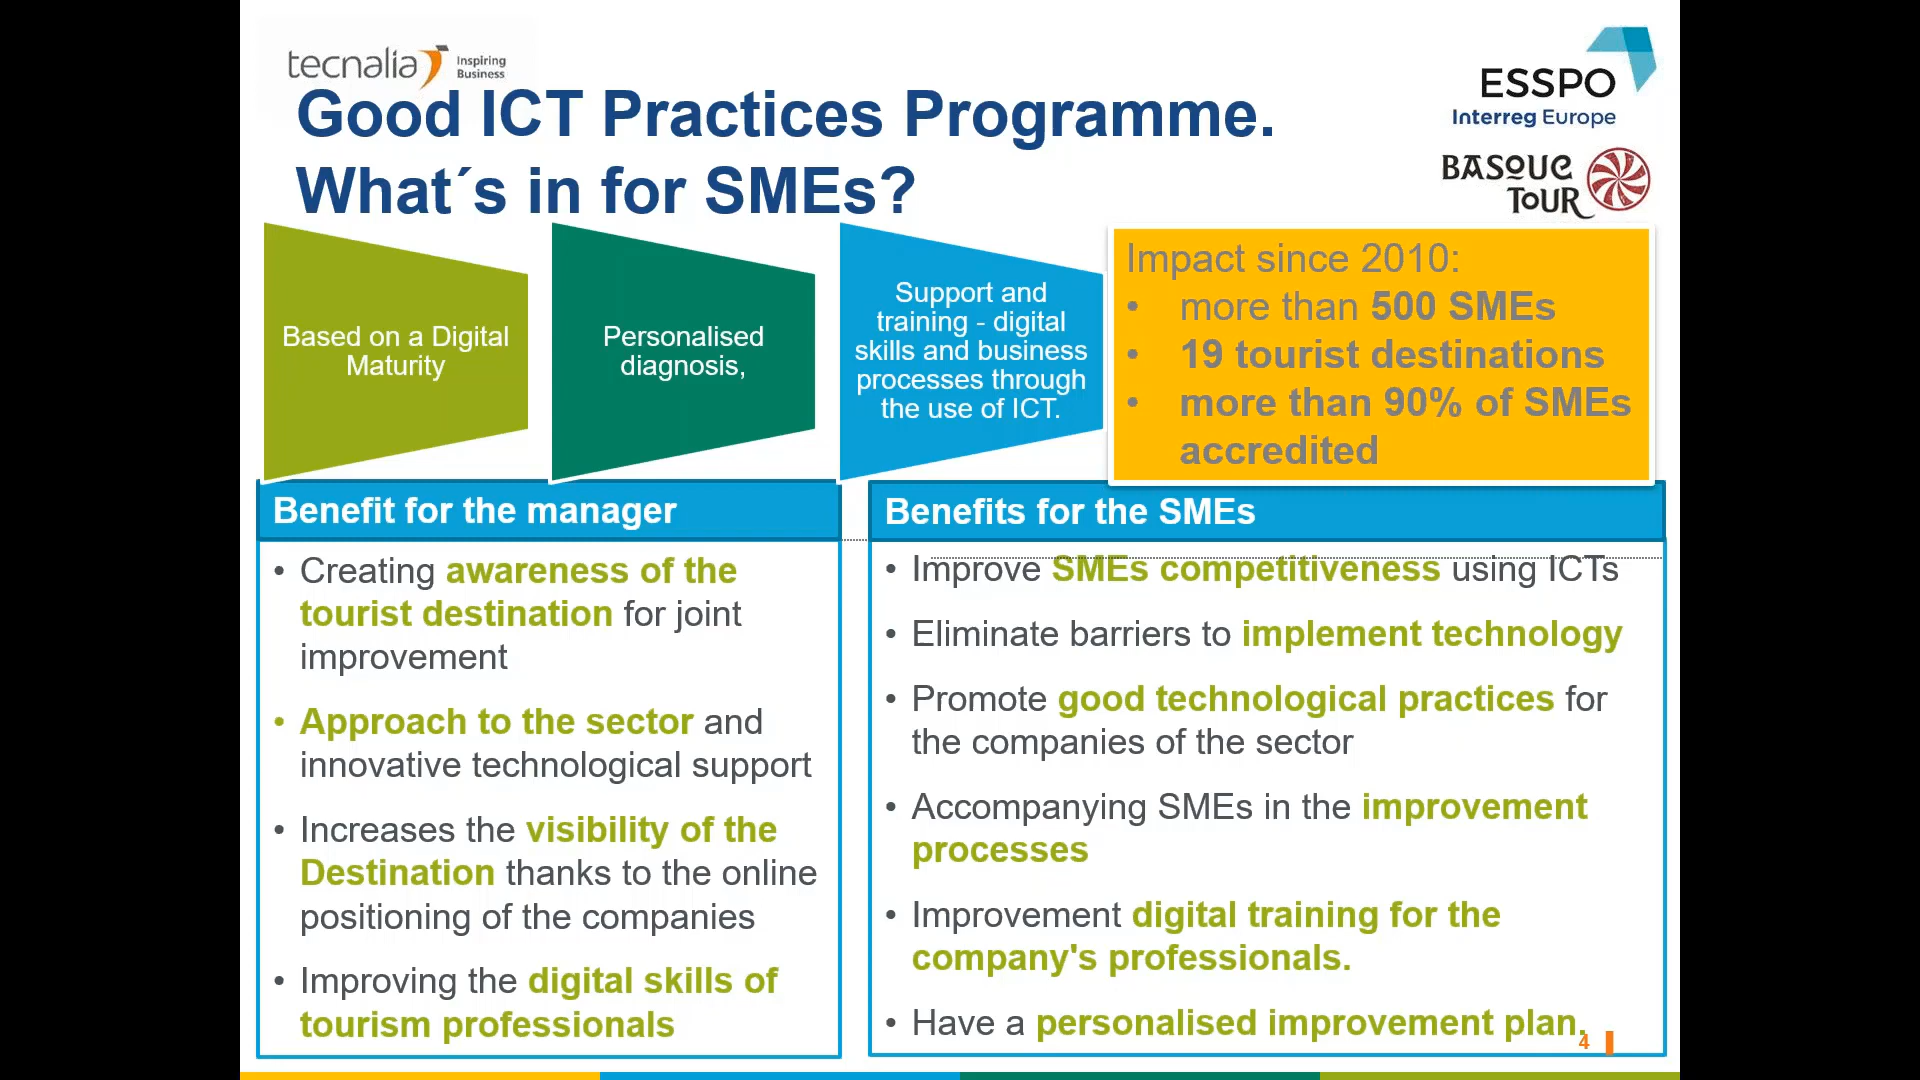 tecnalia Inspiring
Business
ESSPO
Interreg Europe
BASQUE
TOUR
Good ICT Practices Programme.
What´s in for SMEs?
Based on a Digital
Maturity
Personalised
diagnosis,
Support and
training - digital
skills and business
processes through
the use of ICT.
Impact since 2010:
• more than 500 SMEs
• 19 tourist destinations
• more than 90% of SMEs
accredited
Benefit for the manager
• Creating awareness of the
tourist destination for joint
improvement
• Approach to the sector and
innovative technological support
• Increases the visibility of the
Destination thanks to the online
positioning of the companies
• Improving the digital skills of
tourism professionals
Benefits for the SMEs
• Improve SMEs competitiveness using ICTs
• Eliminate barriers to implement technology
• Promote good technological practices for
the companies of the sector
• Accompanying SMEs in the improvement
processes
• Improvement digital training for the
company's professionals.
• Have a personalised improvement plan.
4